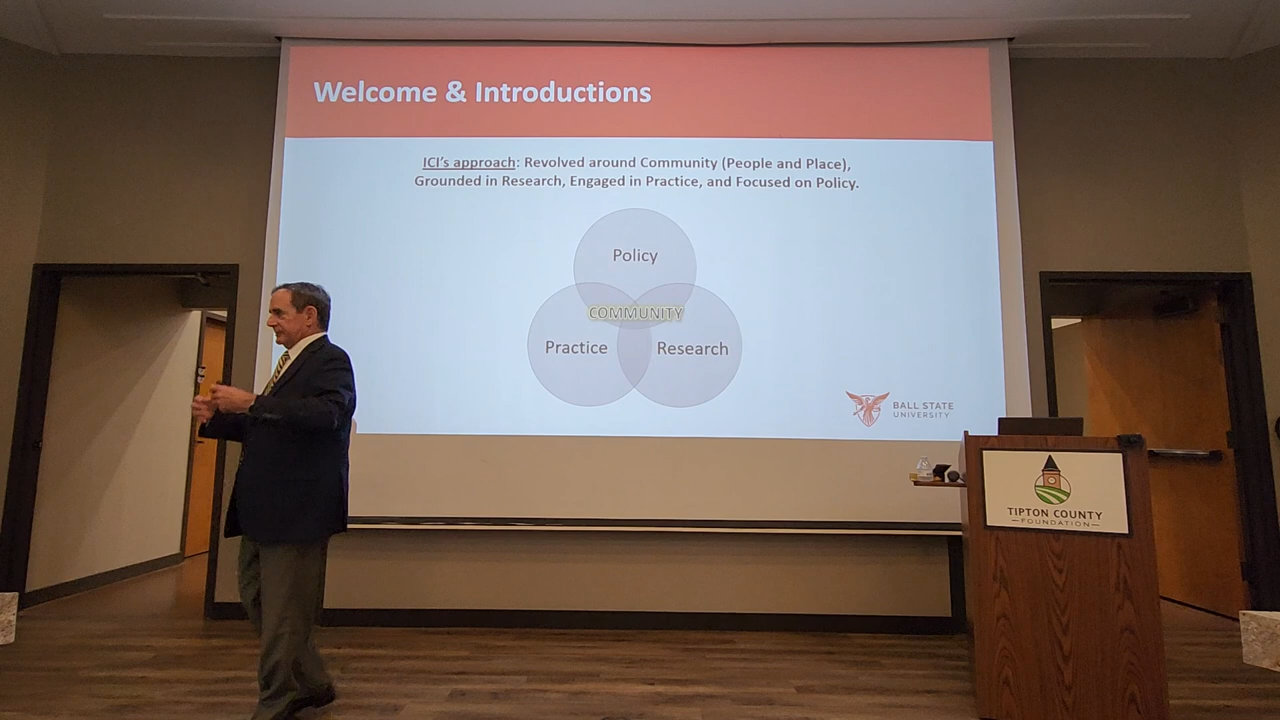 Welcome & Introductions
ICI's approach: Revolved around Community (People and Place),
Grounded in Research, Engaged in Practice, and Focused on Policy.
Policy
COMMUNITY
Practice
Research
BALL STATE
UNIVERSITY
TIPTON COUNTY
FOUNDATION